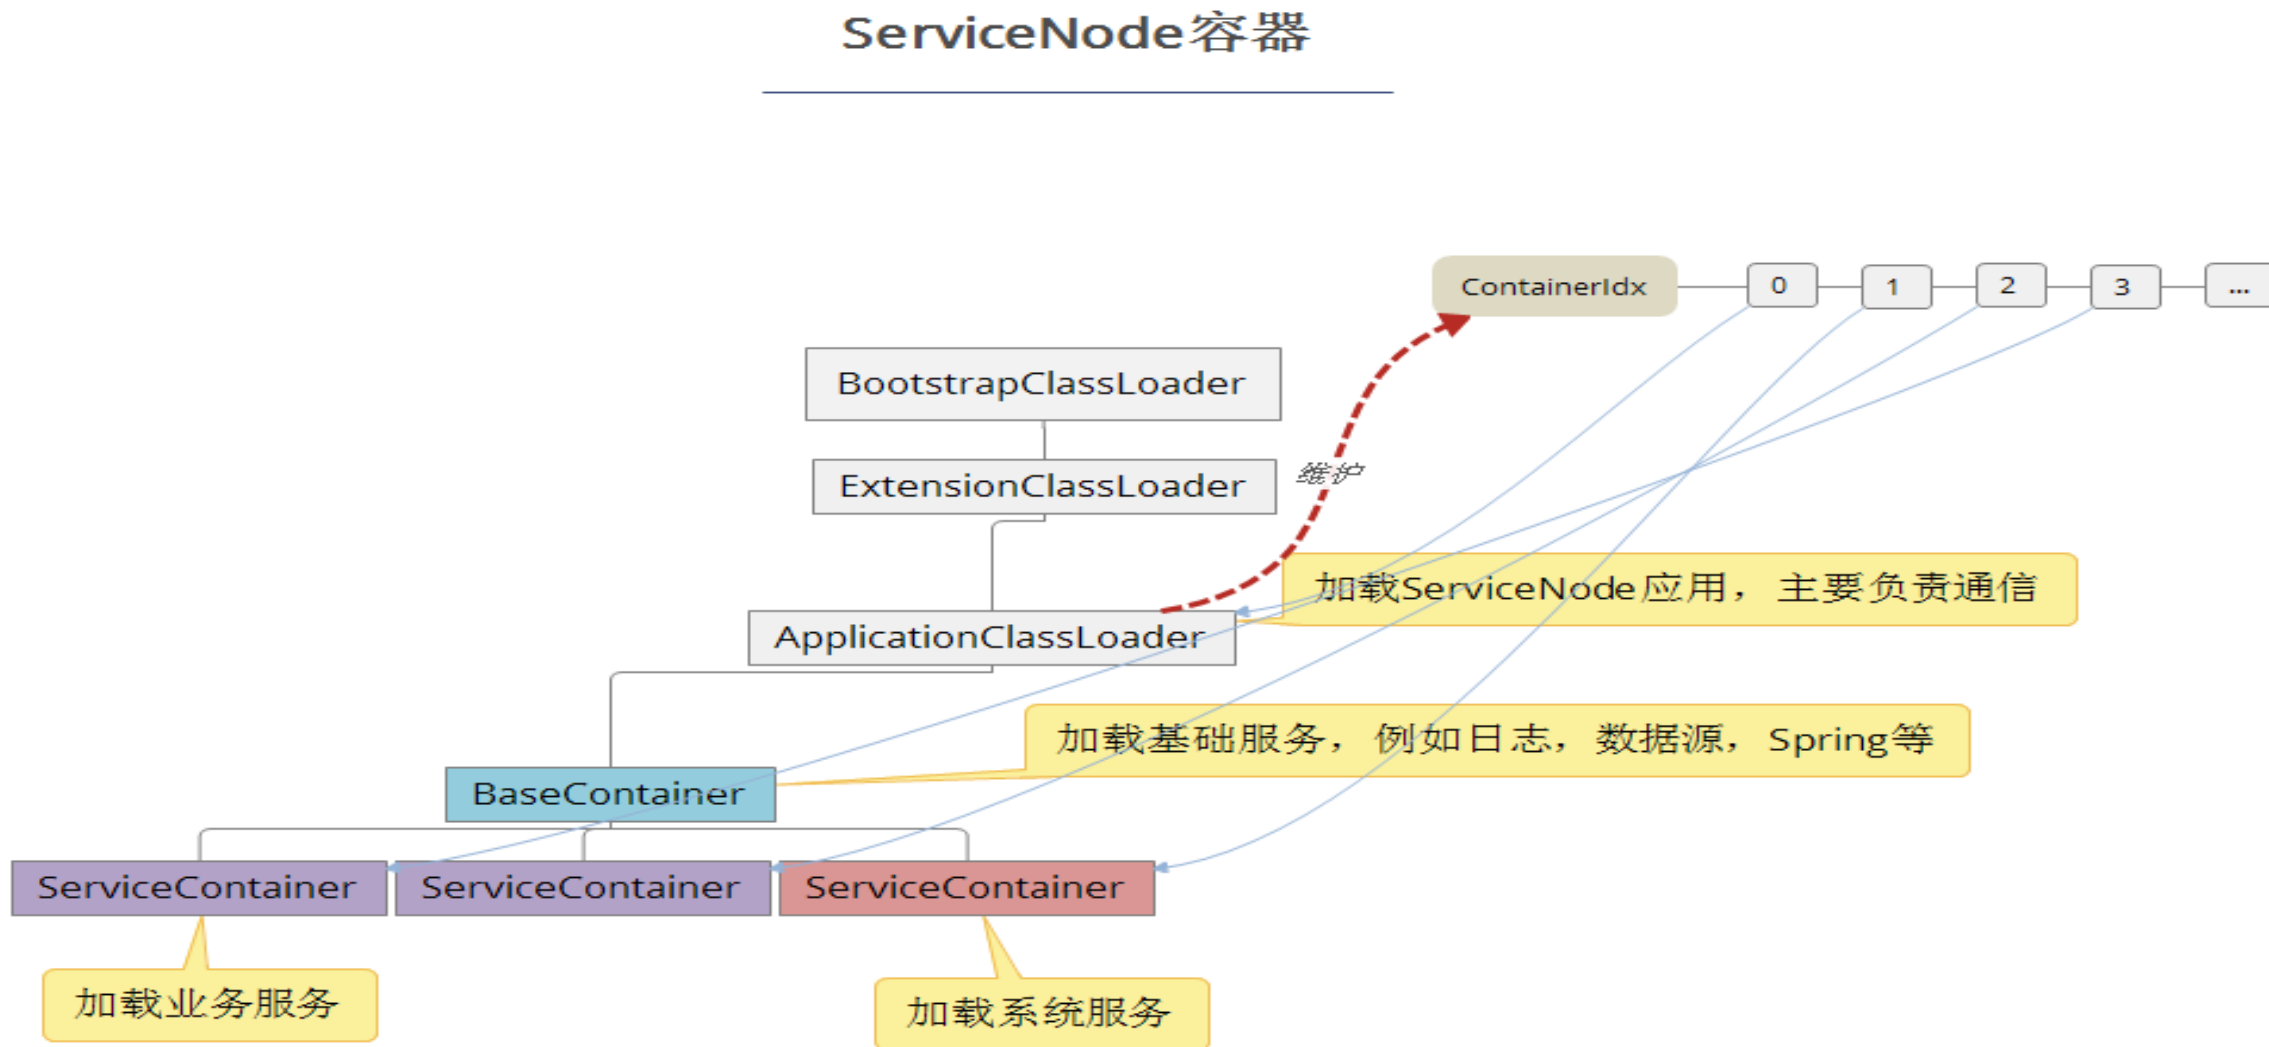 ServiceNode容器
ContainerIdx
0
1
2
3
...
BootstrapClassLoader
ExtensionClassLoader
维护
加载ServiceNode应用，主要负责通信
ApplicationClassLoader
加载基础服务，例如日志，数据源，Spring等
BaseContainer
ServiceContainer
ServiceContainer
ServiceContainer
加载业务服务
加载系统服务